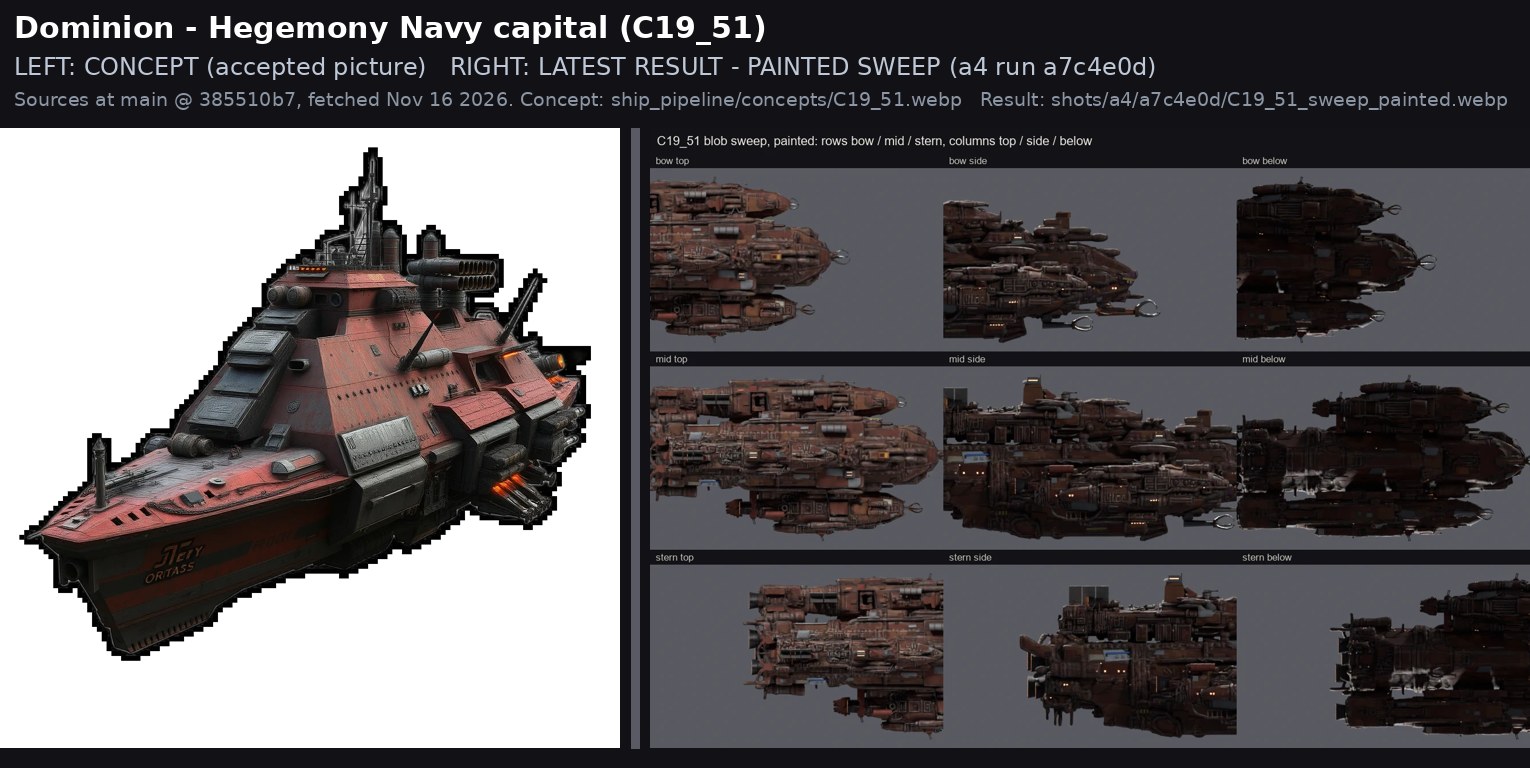 Dominion - Hegemony Navy capital (C19_51)
LEFT: CONCEPT (accepted picture)   RIGHT: LATEST RESULT - PAINTED SWEEP (a4 run a7c4e0d)
Sources at main @ 385510b7, fetched Nov 16 2026. Concept: ship_pipeline/concepts/C19_51.webp   Result: shots/a4/a7c4e0d/C19_51_sweep_painted.webp
C19_51 blob sweep, painted: rows bow / mid / stern, columns top / side / below
bow top
bow side
bow below
mid top
mid side
mid below
stern top
stern side
stern below